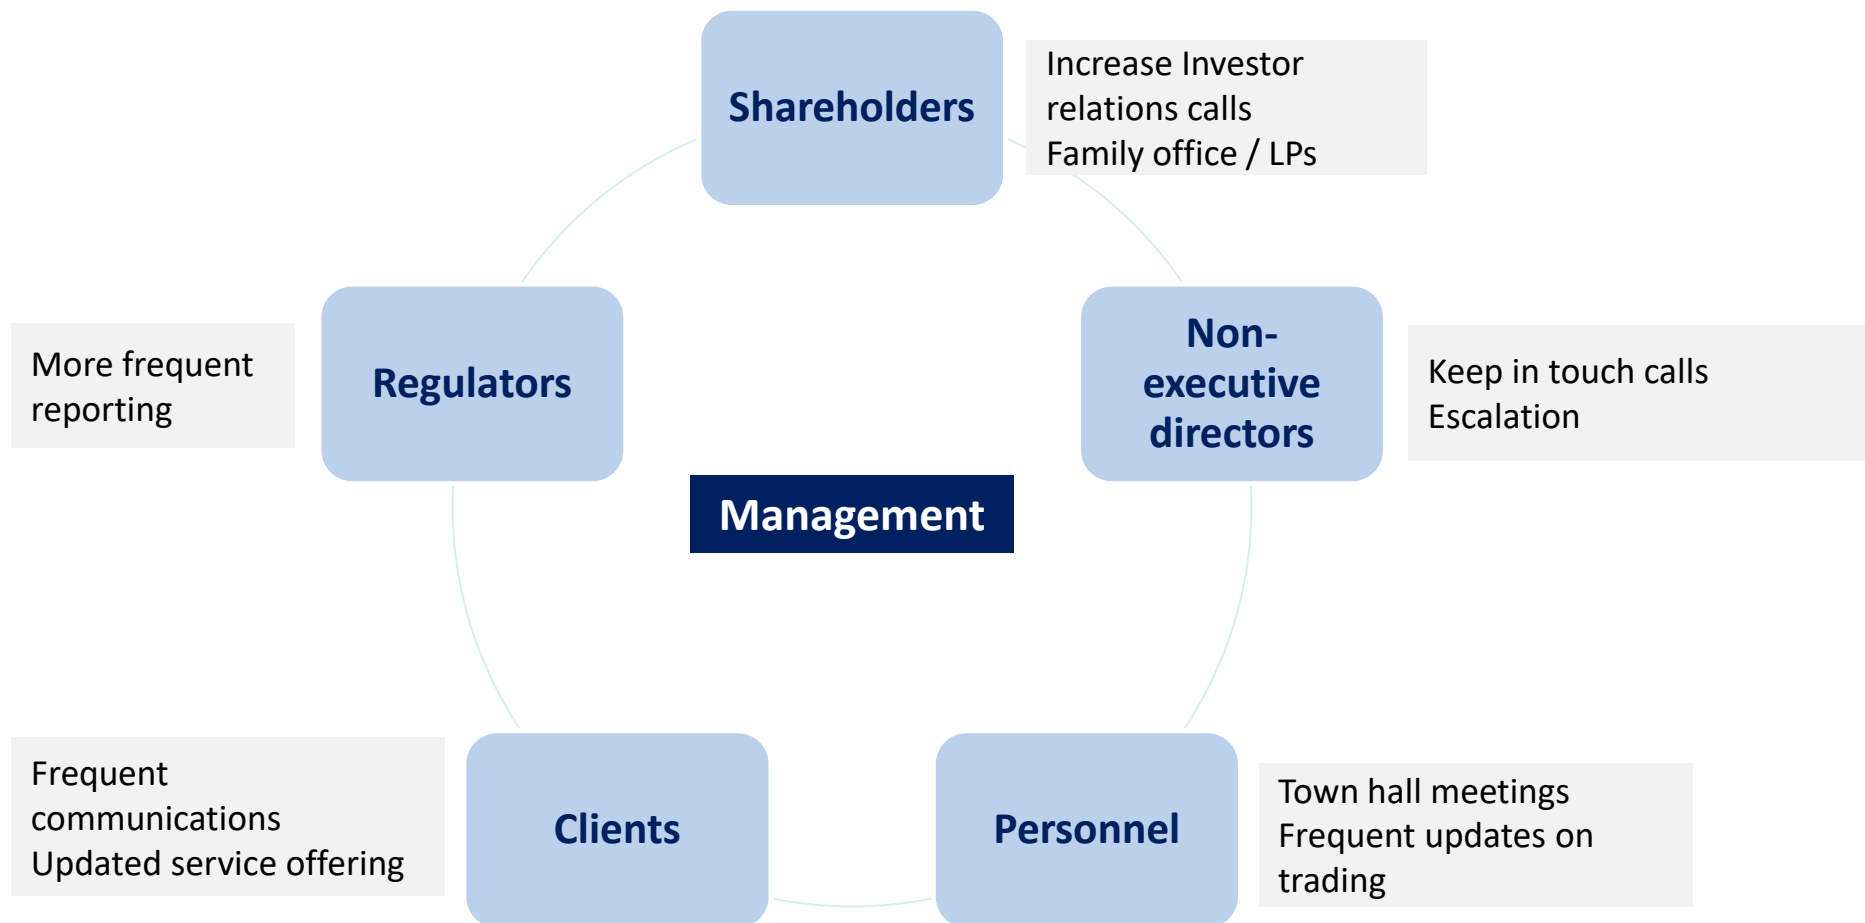 Shareholders
Increase Investor
relations calls
Family office / LPs
Non-
executive
directors
Keep in touch calls
Escalation
Personnel
Town hall meetings
Frequent updates on
trading
Clients
Frequent
communications
Updated service offering
Regulators
More frequent
reporting
Management